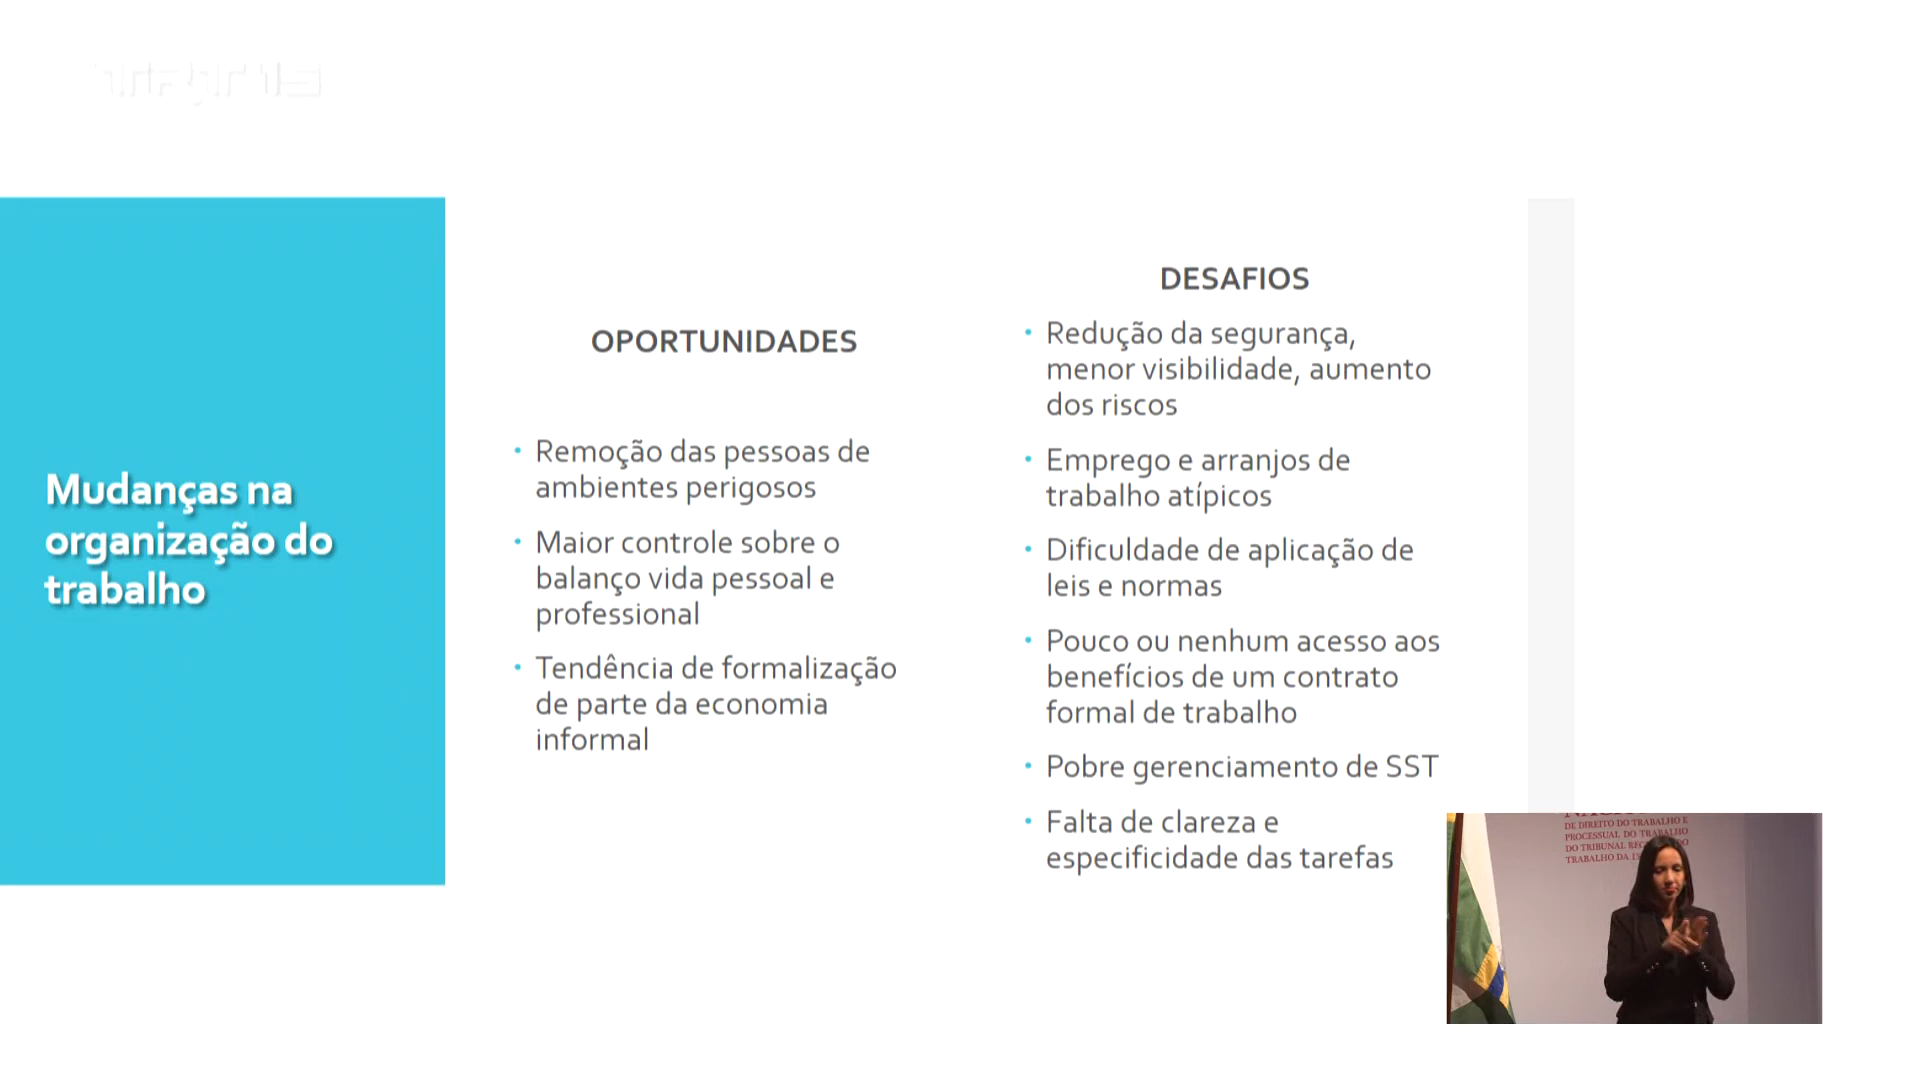 Mudanças na
organização do
trabalho
OPORTUNIDADES
Remoção das pessoas de
ambientes perigosos
Maior controle sobre o
balanço vida pessoal e
professional
Tendência de formalização
de parte da economia
informal
DESAFIOS
Redução da segurança,
menor visibilidade, aumento
dos riscos
Emprego e arranjos de
trabalho atípicos
Dificuldade de aplicação de
leis e normas
Pouco ou nenhum acesso aos
benefícios de um contrato
formal de trabalho
Pobre gerenciamento de SST
Falta de clareza e
especificidade das tarefas
DE DIREITO DO TRABALHO E
PROCESSUAL DO TRABALHO
DO TRIBUNAL
TRABALHO DA